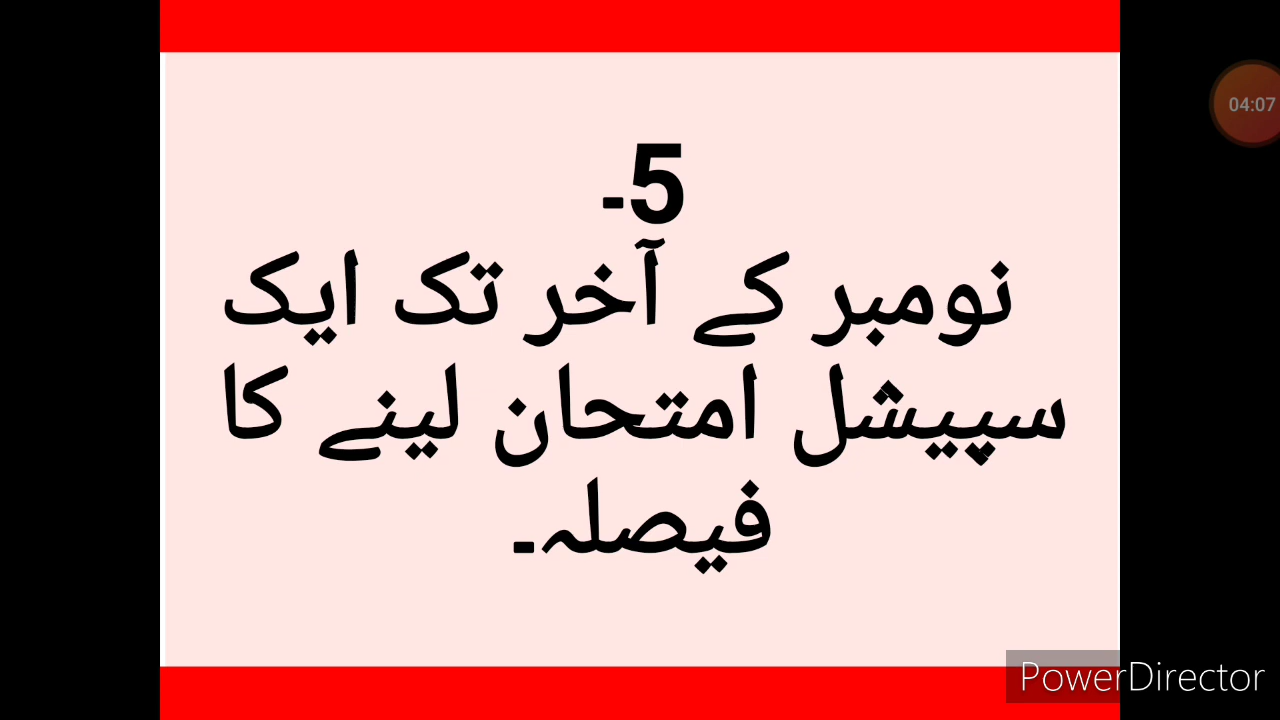 04:07
5-
نومبر کے آخر تک ایک
سپیشل امتحان لینے کا
فیصلہ۔
PowerDirector